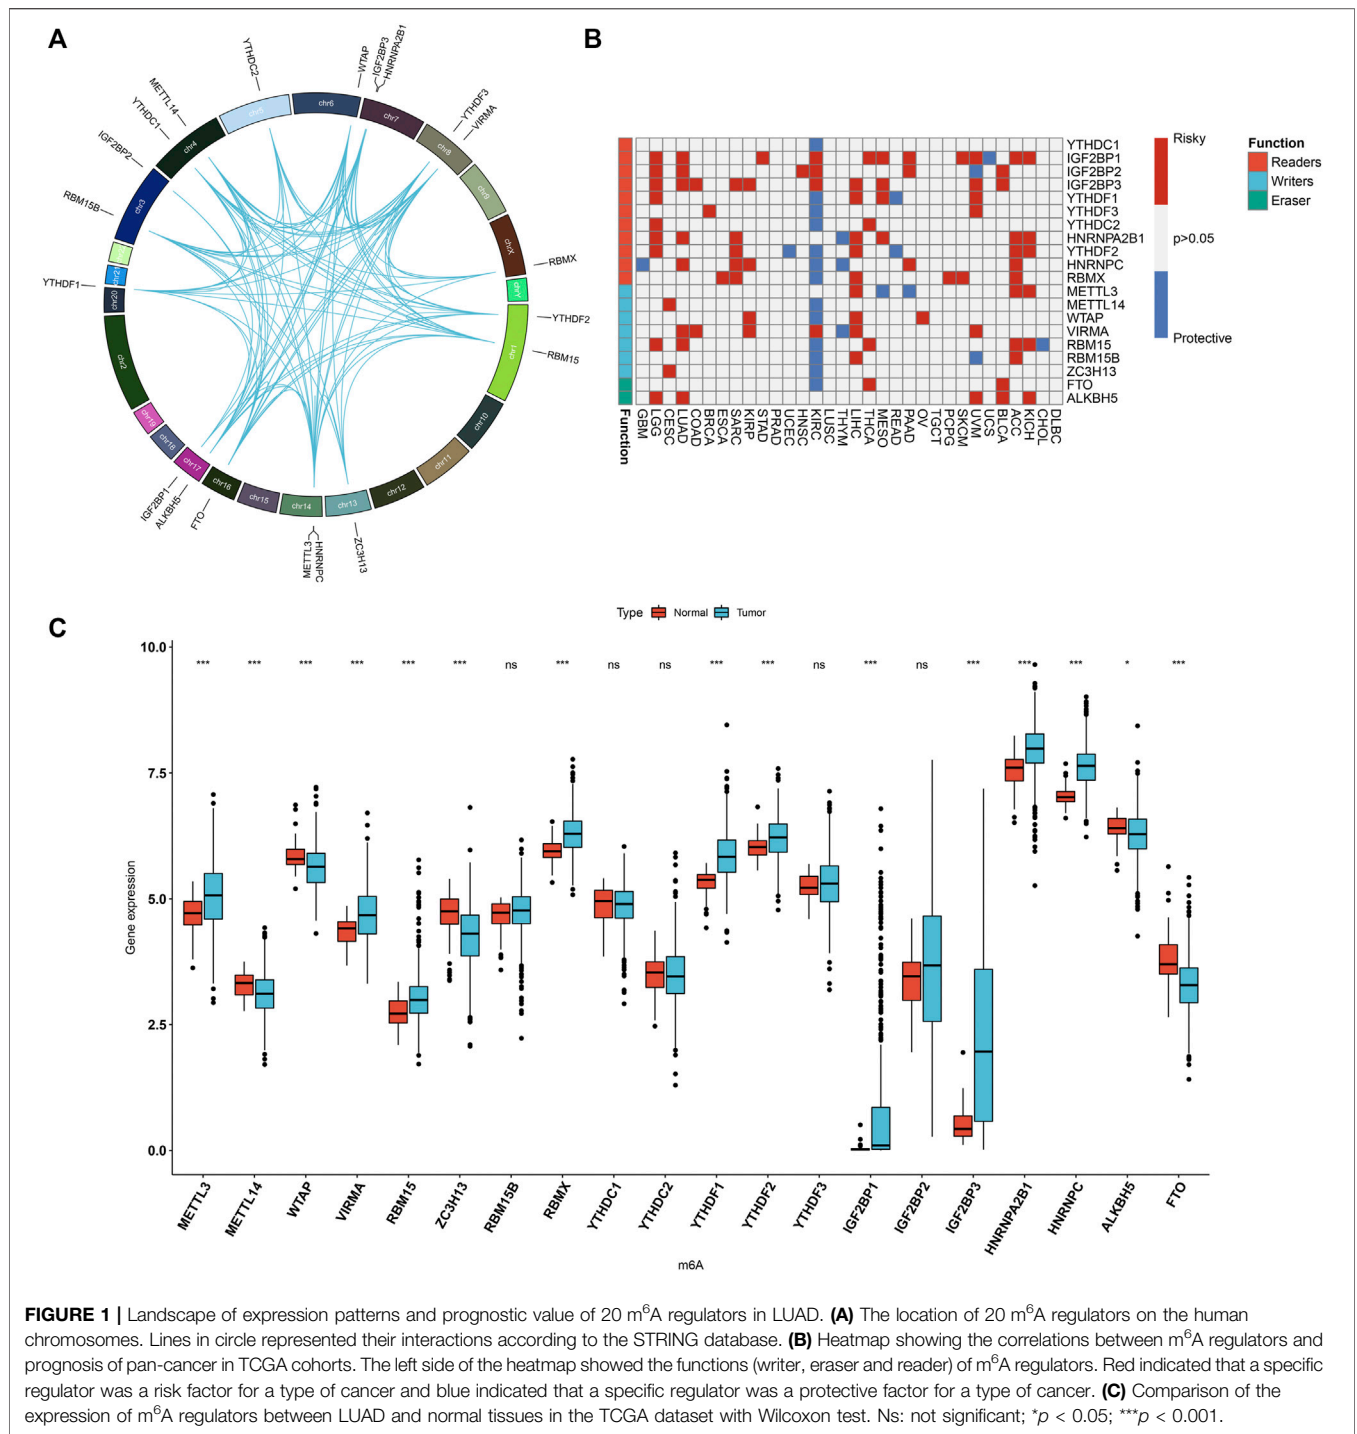 A
YTHDC2
WTAP
IGF2BP3
HNRNPA2B1
METTL14
YTHDC1
YTHDF3
VIRMA
IGF2BP2
RBM15B
YTHDF1
RBMX
YTHDF2
RBM15
IGF2BP1
ALKBH5
FTO
METTL3
HNRNPC
ZC3H13
chr5
chr6
chr7
chr8
chr9
chrX
chrY
chr1
chr10
chr11
chr12
chr13
chr14
chr15
chr16
chr17
chr18
chr19
chr2
chr20
chr21
chr3
chr4
B
YTHDC1
IGF2BP1
IGF2BP2
IGF2BP3
YTHDF1
YTHDF3
YTHDC2
HNRNPA2B1
YTHDF2
HNRNPC
RBMX
METTL3
METTL14
WTAP
VIRMA
RBM15
RBM15B
ZC3H13
FTO
ALKBH5
Function
GBM
LGG
CESC
LUAD
COAD
BRCA
ESCA
SARC
KIRP
STAD
PRAD
UCEC
HNSC
KIRC
LUSC
THYM
LIHC
THCA
MESO
READ
PAAD
OV
TGCT
PCPG
SKCM
UVM
UCS
BLCA
ACC
KICH
CHOL
DLBC
Risky
p>0.05
Protective
Function
Readers
Writers
Eraser
C
Type Normal Tumor
Gene expression
10.0
7.5
5.0
2.5
0.0
*** *** *** *** *** *** ns *** ns ns *** *** ns *** ns *** *** *** * ***
METTL3
METTL14
WTAP
VIRMA
RBM15
ZC3H13
RBM15B
RBMX
YTHDC1
YTHDC2
YTHDF1
YTHDF2
YTHDF3
IGF2BP1
IGF2BP2
IGF2BP3
HNRNPA2B1
HNRNPC
ALKBH5
FTO
m6A
FIGURE 1 | Landscape of expression patterns and prognostic value of 20 m⁶A regulators in LUAD. (A) The location of 20 m⁶A regulators on the human
chromosomes. Lines in circle represented their interactions according to the STRING database. (B) Heatmap showing the correlations between m⁶A regulators and
prognosis of pan-cancer in TCGA cohorts. The left side of the heatmap showed the functions (writer, eraser and reader) of m⁶A regulators. Red indicated that a specific
regulator was a risk factor for a type of cancer and blue indicated that a specific regulator was a protective factor for a type of cancer. (C) Comparison of the
expression of m⁶A regulators between LUAD and normal tissues in the TCGA dataset with Wilcoxon test. Ns: not significant; *p < 0.05; ***p < 0.001.